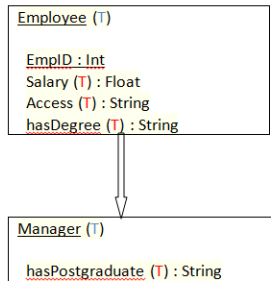 Employee (T)
EmpID : Int
Salary (T) : Float
Access (T) : String
hasDegree (T) : String
Manager (T)
hasPostgraduate (T) : String